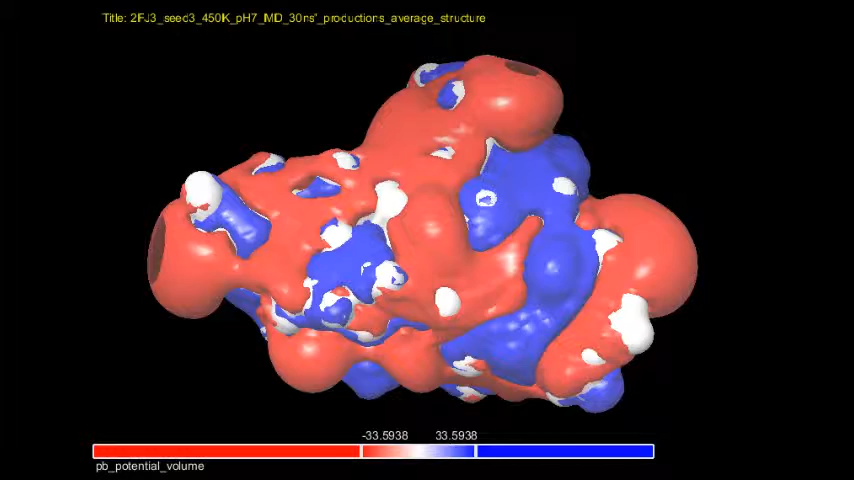 Title: 2FJ3_seed3_450K_pH7_MD_30ns'_productions_average_structure
-33.5938 33.5938
pb_potential_volume